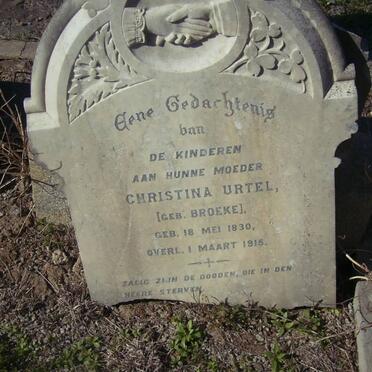 Eene Gedachtenis
van
DE KINDEREN
AAN HUNNE MOEDER
CHRISTINA URTEL,
[GEB. BROEKE],
GEB. 18 MEI 1830,
OVERL. 1 MAART 1915.
ZALIG ZIJN DE DOODEN, DIE IN DEN
HEERE STERVEN.